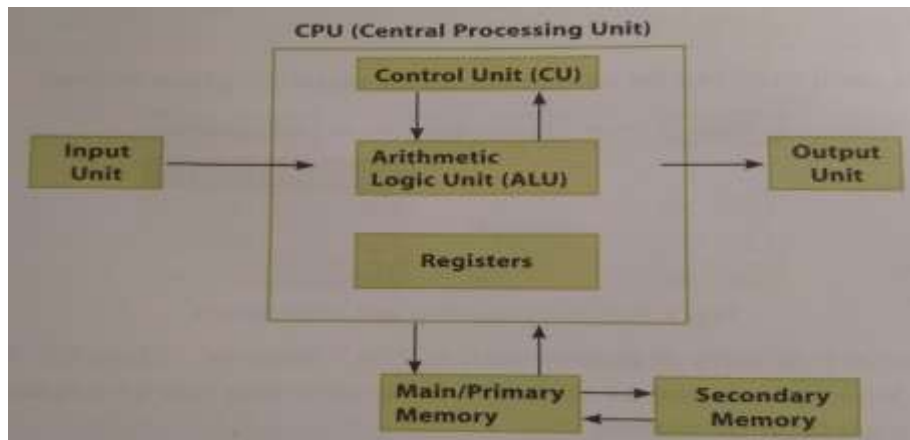 CPU (Central Processing Unit)
Control Unit (CU)
Input
Unit
Arithmetic
Logic Unit (ALU)
Output
Unit
Registers
Main/Primary
Memory
Secondary
Memory